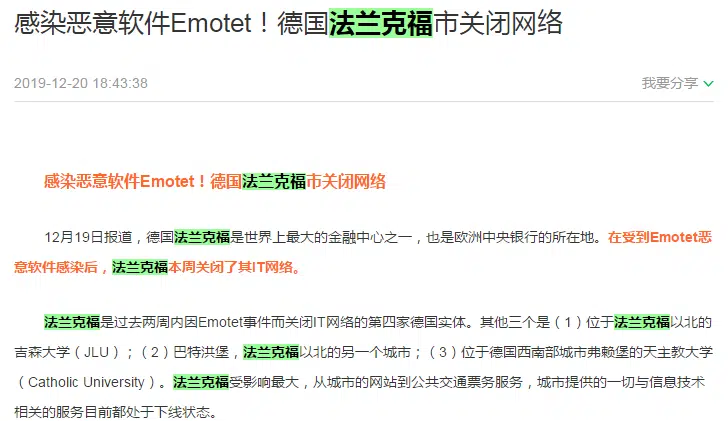 感染恶意软件Emotet！德国法兰克福市关闭网络
2019-12-20 18:43:38
我要分享
感染恶意软件Emotet！德国法兰克福市关闭网络
12月19日报道，德国法兰克福是世界上最大的金融中心之一，也是欧洲中央银行的所在地。在受到Emotet恶
意软件感染后，法兰克福本周关闭了其IT网络。
法兰克福是过去两周内因Emotet事件而关闭IT网络的第四家德国实体。其他三个是（1）位于法兰克福以北的
吉森大学（JLU）；（2）巴特洪堡，法兰克福以北的另一个城市；（3）位于德国西南部城市弗赖堡的天主教大学
（Catholic University）。法兰克福受影响最大，从城市的网站到公共交通票务服务，城市提供的一切与信息技术
相关的服务目前都处于下线状态。